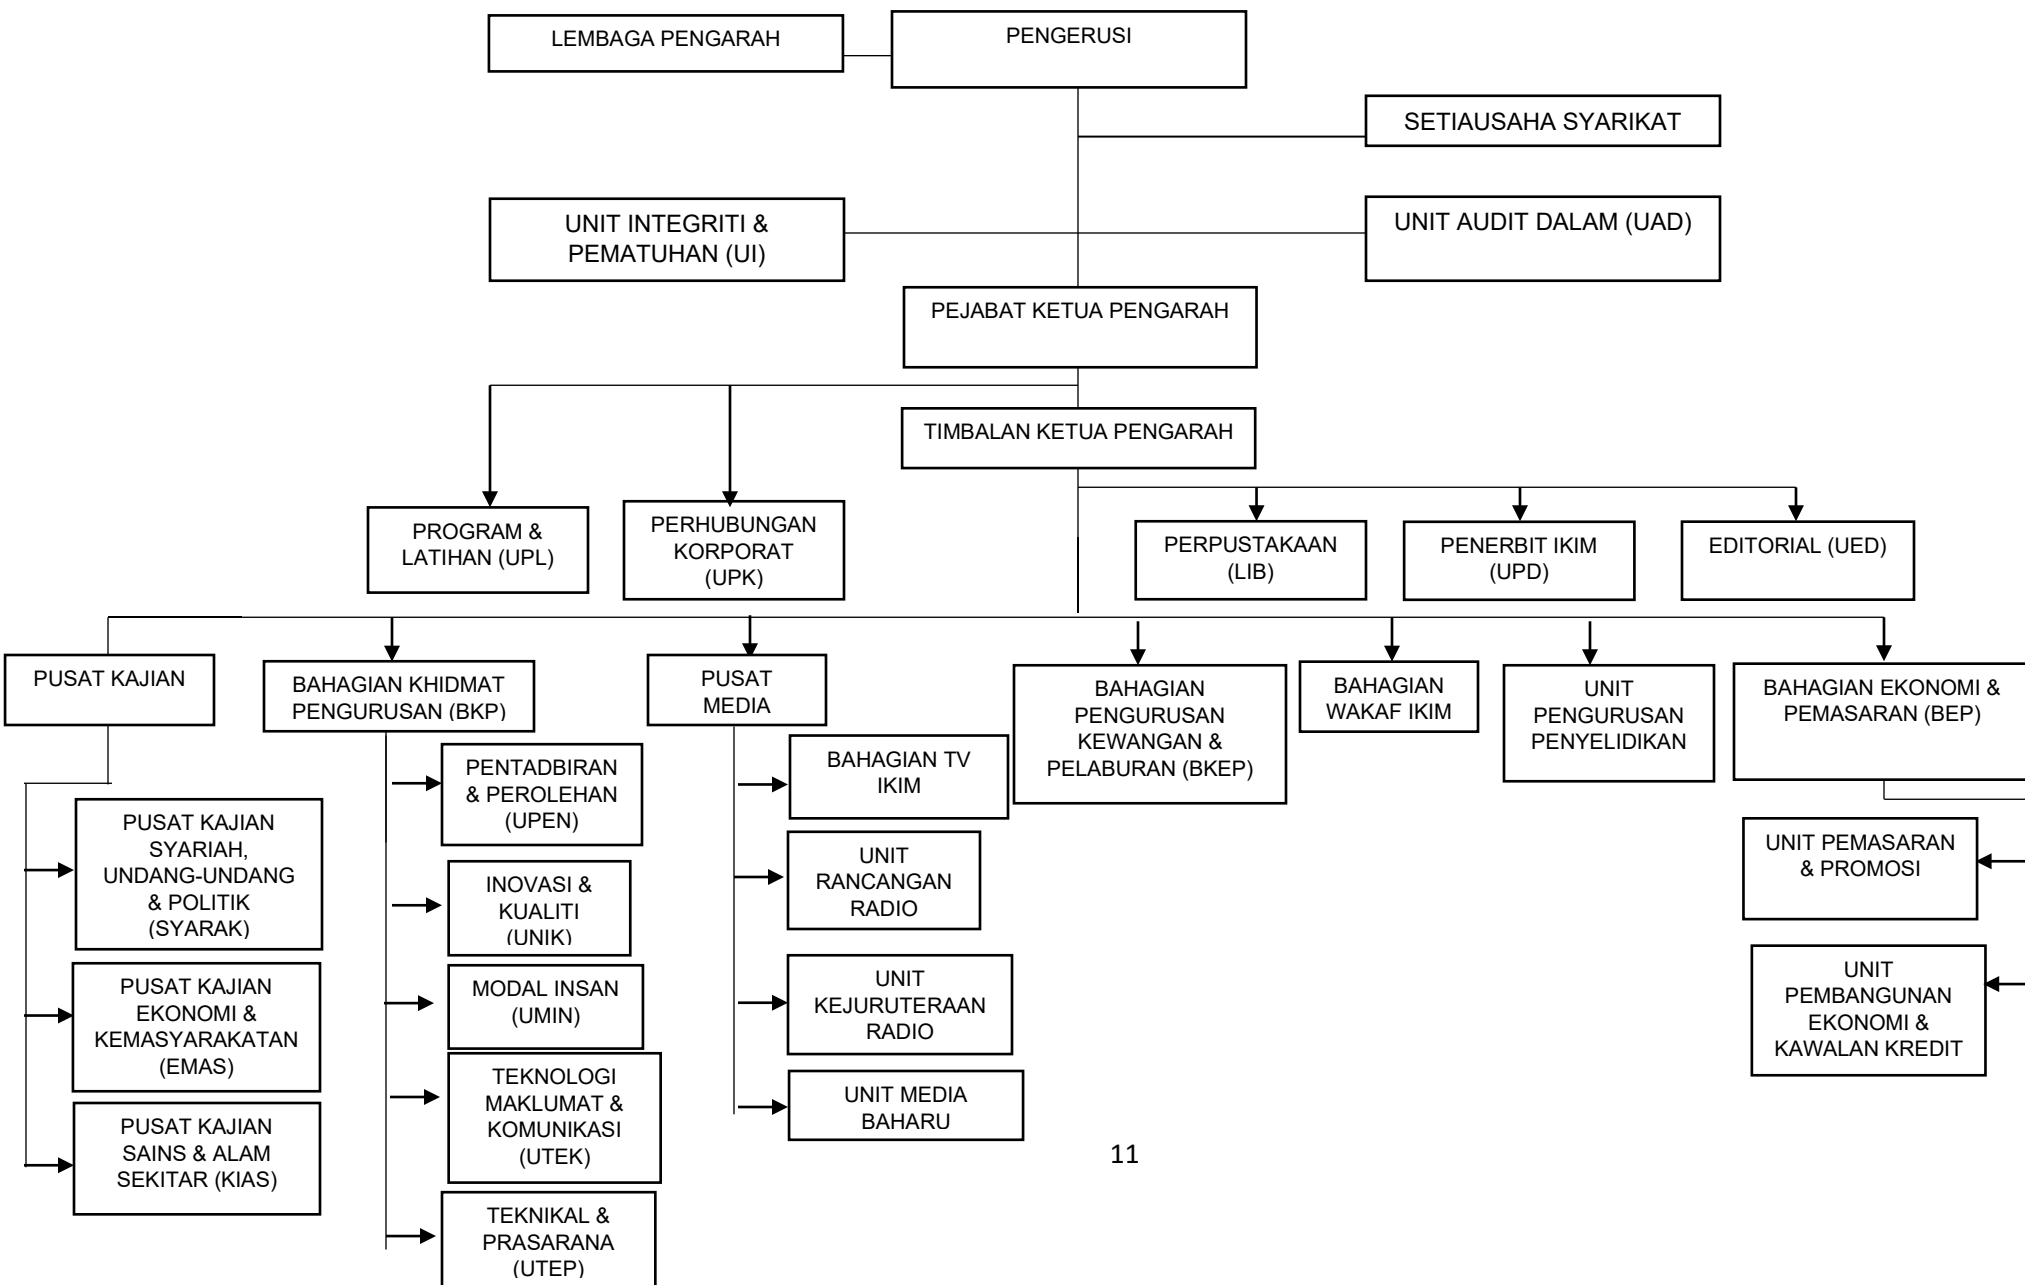 LEMBAGA PENGARAH
PENGERUSI
SETIAUSAHA SYARIKAT
UNIT INTEGRITI &
PEMATUHAN (UI)
UNIT AUDIT DALAM (UAD)
PEJABAT KETUA PENGARAH
TIMBALAN KETUA PENGARAH
PROGRAM &
LATIHAN (UPL)
PERHUBUNGAN
KORPORAT
(UPK)
PERPUSTAKAAN
(LIB)
PENERBIT IKIM
(UPD)
EDITORIAL (UED)
PUSAT KAJIAN
BAHAGIAN KHIDMAT
PENGURUSAN (BKP)
PUSAT
MEDIA
BAHAGIAN
PENGURUSAN
KEWANGAN &
PELABURAN (BKEP)
BAHAGIAN
WAKAF IKIM
UNIT
PENGURUSAN
PENYELIDIKAN
BAHAGIAN EKONOMI &
PEMASARAN (BEP)
PUSAT KAJIAN
SYARIAH,
UNDANG-UNDANG
& POLITIK
(SYARAK)
PUSAT KAJIAN
EKONOMI &
KEMASYARAKATAN
(EMAS)
PUSAT KAJIAN
SAINS & ALAM
SEKITAR (KIAS)
PENTADBIRAN
& PEROLEHAN
(UPEN)
INOVASI &
KUALITI
(UNIK)
MODAL INSAN
(UMIN)
TEKNOLOGI
MAKLUMAT &
KOMUNIKASI
(UTEK)
TEKNIKAL &
PRASARANA
(UTEP)
BAHAGIAN TV
IKIM
UNIT
RANCANGAN
RADIO
UNIT
KEJURUTERAAN
RADIO
UNIT MEDIA
BAHARU
UNIT PEMASARAN
& PROMOSI
UNIT
PEMBANGUNAN
EKONOMI &
KAWALAN KREDIT
11